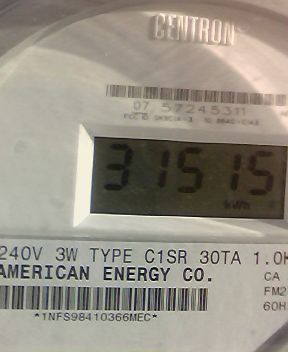 CENTRON
07 57245311
31515
kWh
240V 3W TYPE C1SR 30TA 1.0K
AMERICAN ENERGY CO.
CA
FM2
60H
*1NFS98410366MEC*